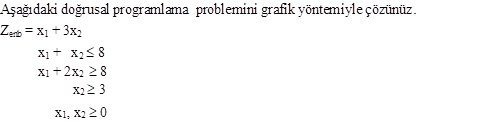 Aşağıdaki doğrusal programlama problemini grafik yöntemiyle çözünüz.
Zenb = x1 + 3x2
x1 + x2 ≤ 8
x1 + 2x2 ≥ 8
x2 ≥ 3
x1, x2 ≥ 0